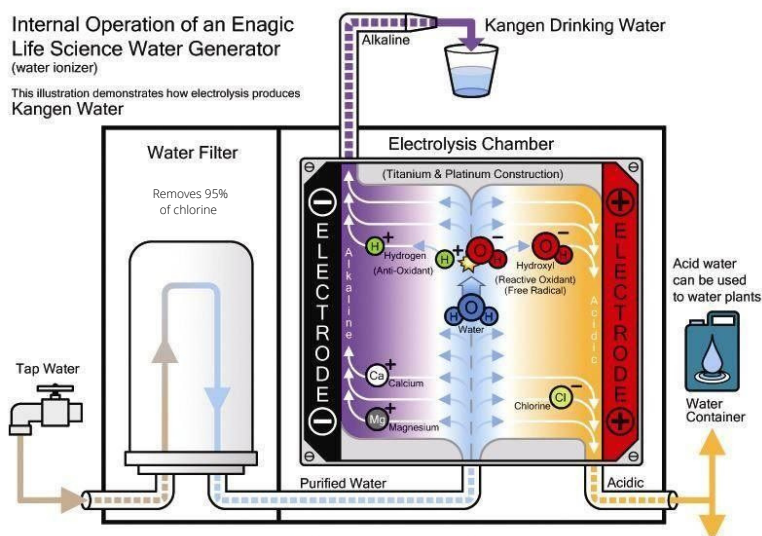 Internal Operation of an Enagic
Life Science Water Generator
(water ionizer)
This illustration demonstrates how electrolysis produces
Kangen Water
Alkaline
Kangen Drinking Water
Water Filter
Removes 95%
of chlorine
Electrolysis Chamber
(Titanium & Platinum Construction)
− ELECTRODE −
Alkaline
H+
Hydrogen
(Anti-Oxidant)
H+
O−
H
O−
H
Hydroxyl
(Reactive Oxidant)
(Free Radical)
H O H
Water
Ca+
Calcium
Mg+
Magnesium
Cl−
Chlorine
Acidic
+ ELECTRODE +
Acid water
can be used
to water plants
Water
Container
Tap Water
Purified Water
Acidic